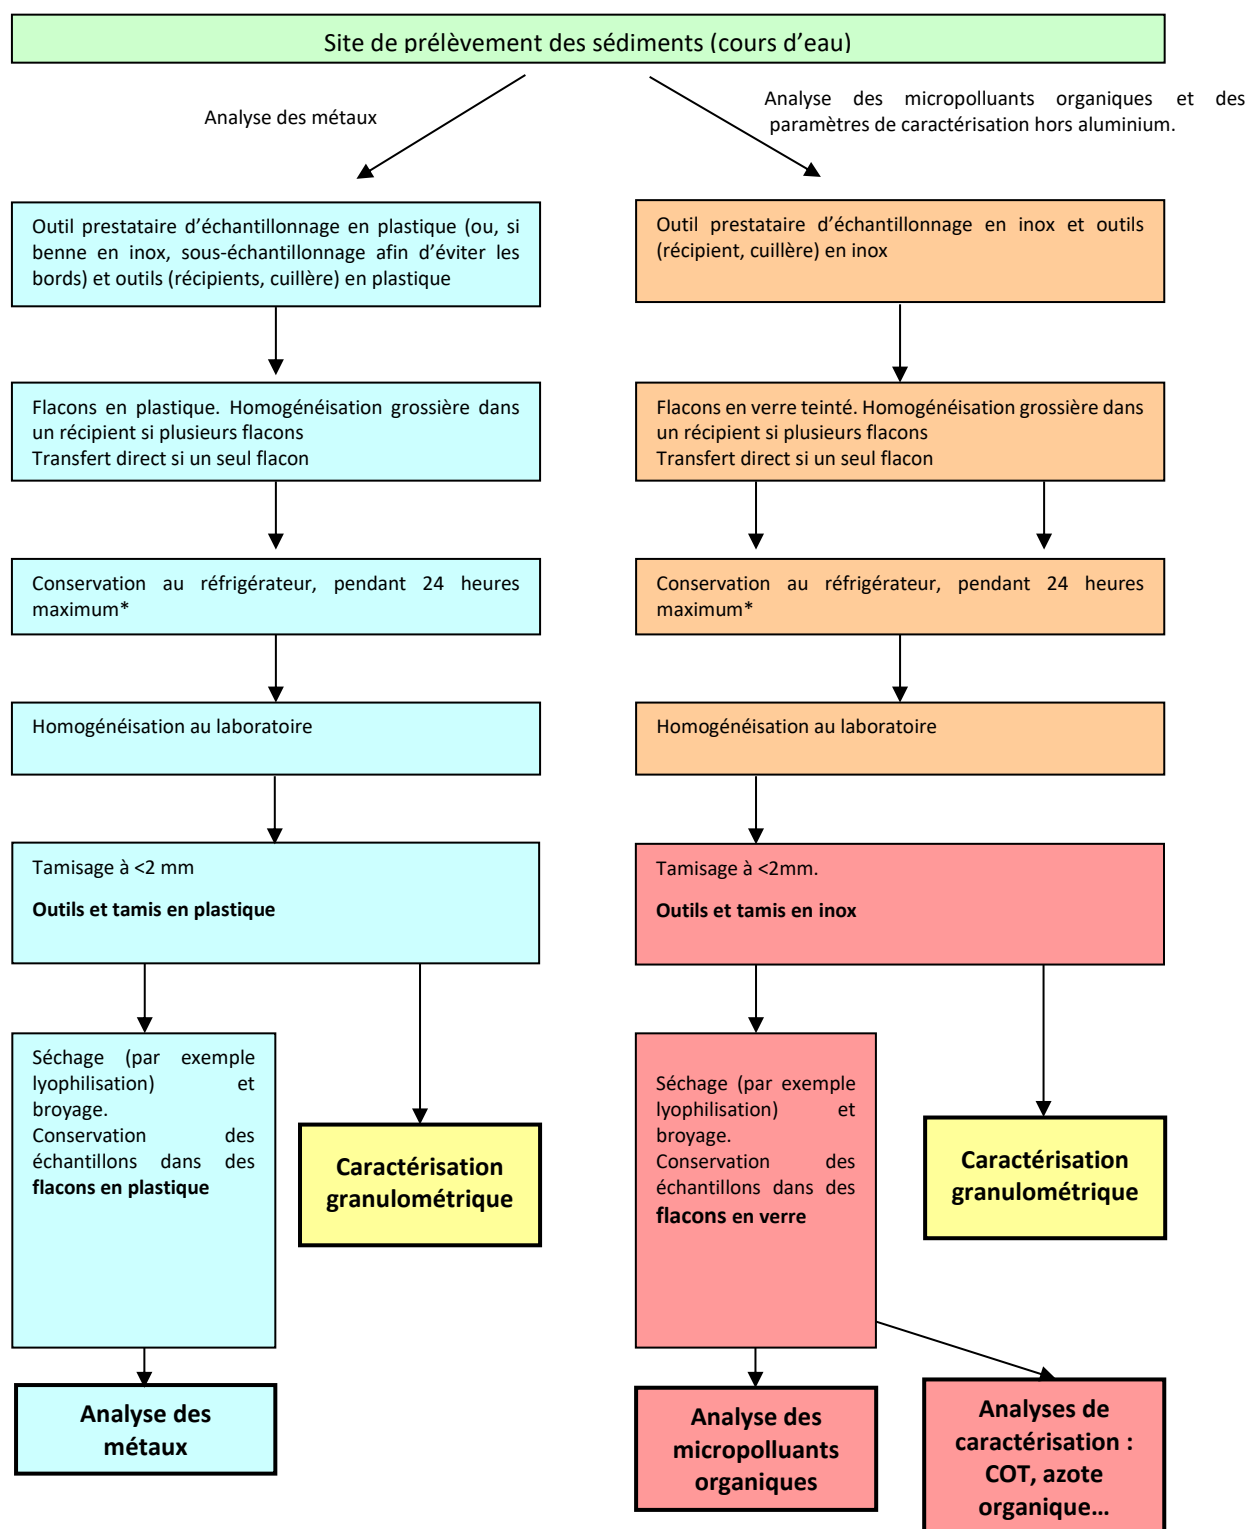 Site de prélèvement des sédiments (cours d’eau)
Analyse des métaux
Analyse des micropolluants organiques et des
paramètres de caractérisation hors aluminium.
Outil prestataire d’échantillonnage en plastique (ou, si
benne en inox, sous-échantillonnage afin d’éviter les
bords) et outils (récipients, cuillère) en plastique
Outil prestataire d’échantillonnage en inox et outils
(récipient, cuillère) en inox
Flacons en plastique. Homogénéisation grossière dans
un récipient si plusieurs flacons
Transfert direct si un seul flacon
Flacons en verre teinté. Homogénéisation grossière dans
un récipient si plusieurs flacons
Transfert direct si un seul flacon
Conservation au réfrigérateur, pendant 24 heures
maximum*
Conservation au réfrigérateur, pendant 24 heures
maximum*
Homogénéisation au laboratoire
Homogénéisation au laboratoire
Tamisage à <2 mm
Outils et tamis en plastique
Tamisage à <2mm.
Outils et tamis en inox
Séchage (par exemple
lyophilisation) et
broyage.
Conservation des
échantillons dans des
flacons en plastique
Caractérisation
granulométrique
Séchage (par exemple
lyophilisation) et
broyage.
Conservation des
échantillons dans des
flacons en verre
Caractérisation
granulométrique
Analyse des
métaux
Analyse des
micropolluants
organiques
Analyses de
caractérisation :
COT, azote
organique…